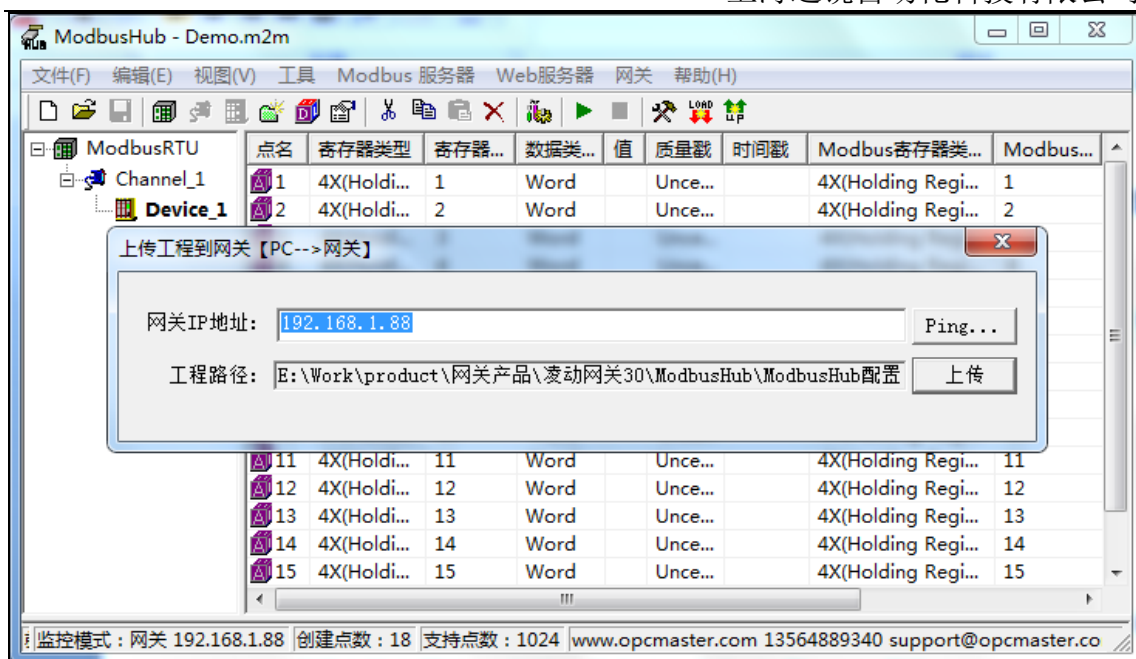 ModbusHub - Demo.m2m
文件(F) 编辑(E) 视图(V) 工具 Modbus 服务器 Web服务器 网关 帮助(H)
ModbusRTU
Channel_1
Device_1
点名 寄存器类型 寄存器... 数据类... 值 质量戳 时间戳 Modbus寄存器类... Modbus...
1 4X(Holdi... 1 Word Unce... 4X(Holding Regi... 1
2 4X(Holdi... 2 Word Unce... 4X(Holding Regi... 2
上传工程到网关【PC-->网关】
网关IP地址: 192.168.1.88 Ping...
工程路径: E:\Work\product\网关产品\凌动网关30\ModbusHub\ModbusHub配置 上传
11 4X(Holdi... 11 Word Unce... 4X(Holding Regi... 11
12 4X(Holdi... 12 Word Unce... 4X(Holding Regi... 12
13 4X(Holdi... 13 Word Unce... 4X(Holding Regi... 13
14 4X(Holdi... 14 Word Unce... 4X(Holding Regi... 14
15 4X(Holdi... 15 Word Unce... 4X(Holding Regi... 15
监控模式：网关 192.168.1.88 创建点数：18 支持点数：1024 www.opcmaster.com 13564889340 support@opcmaster.co